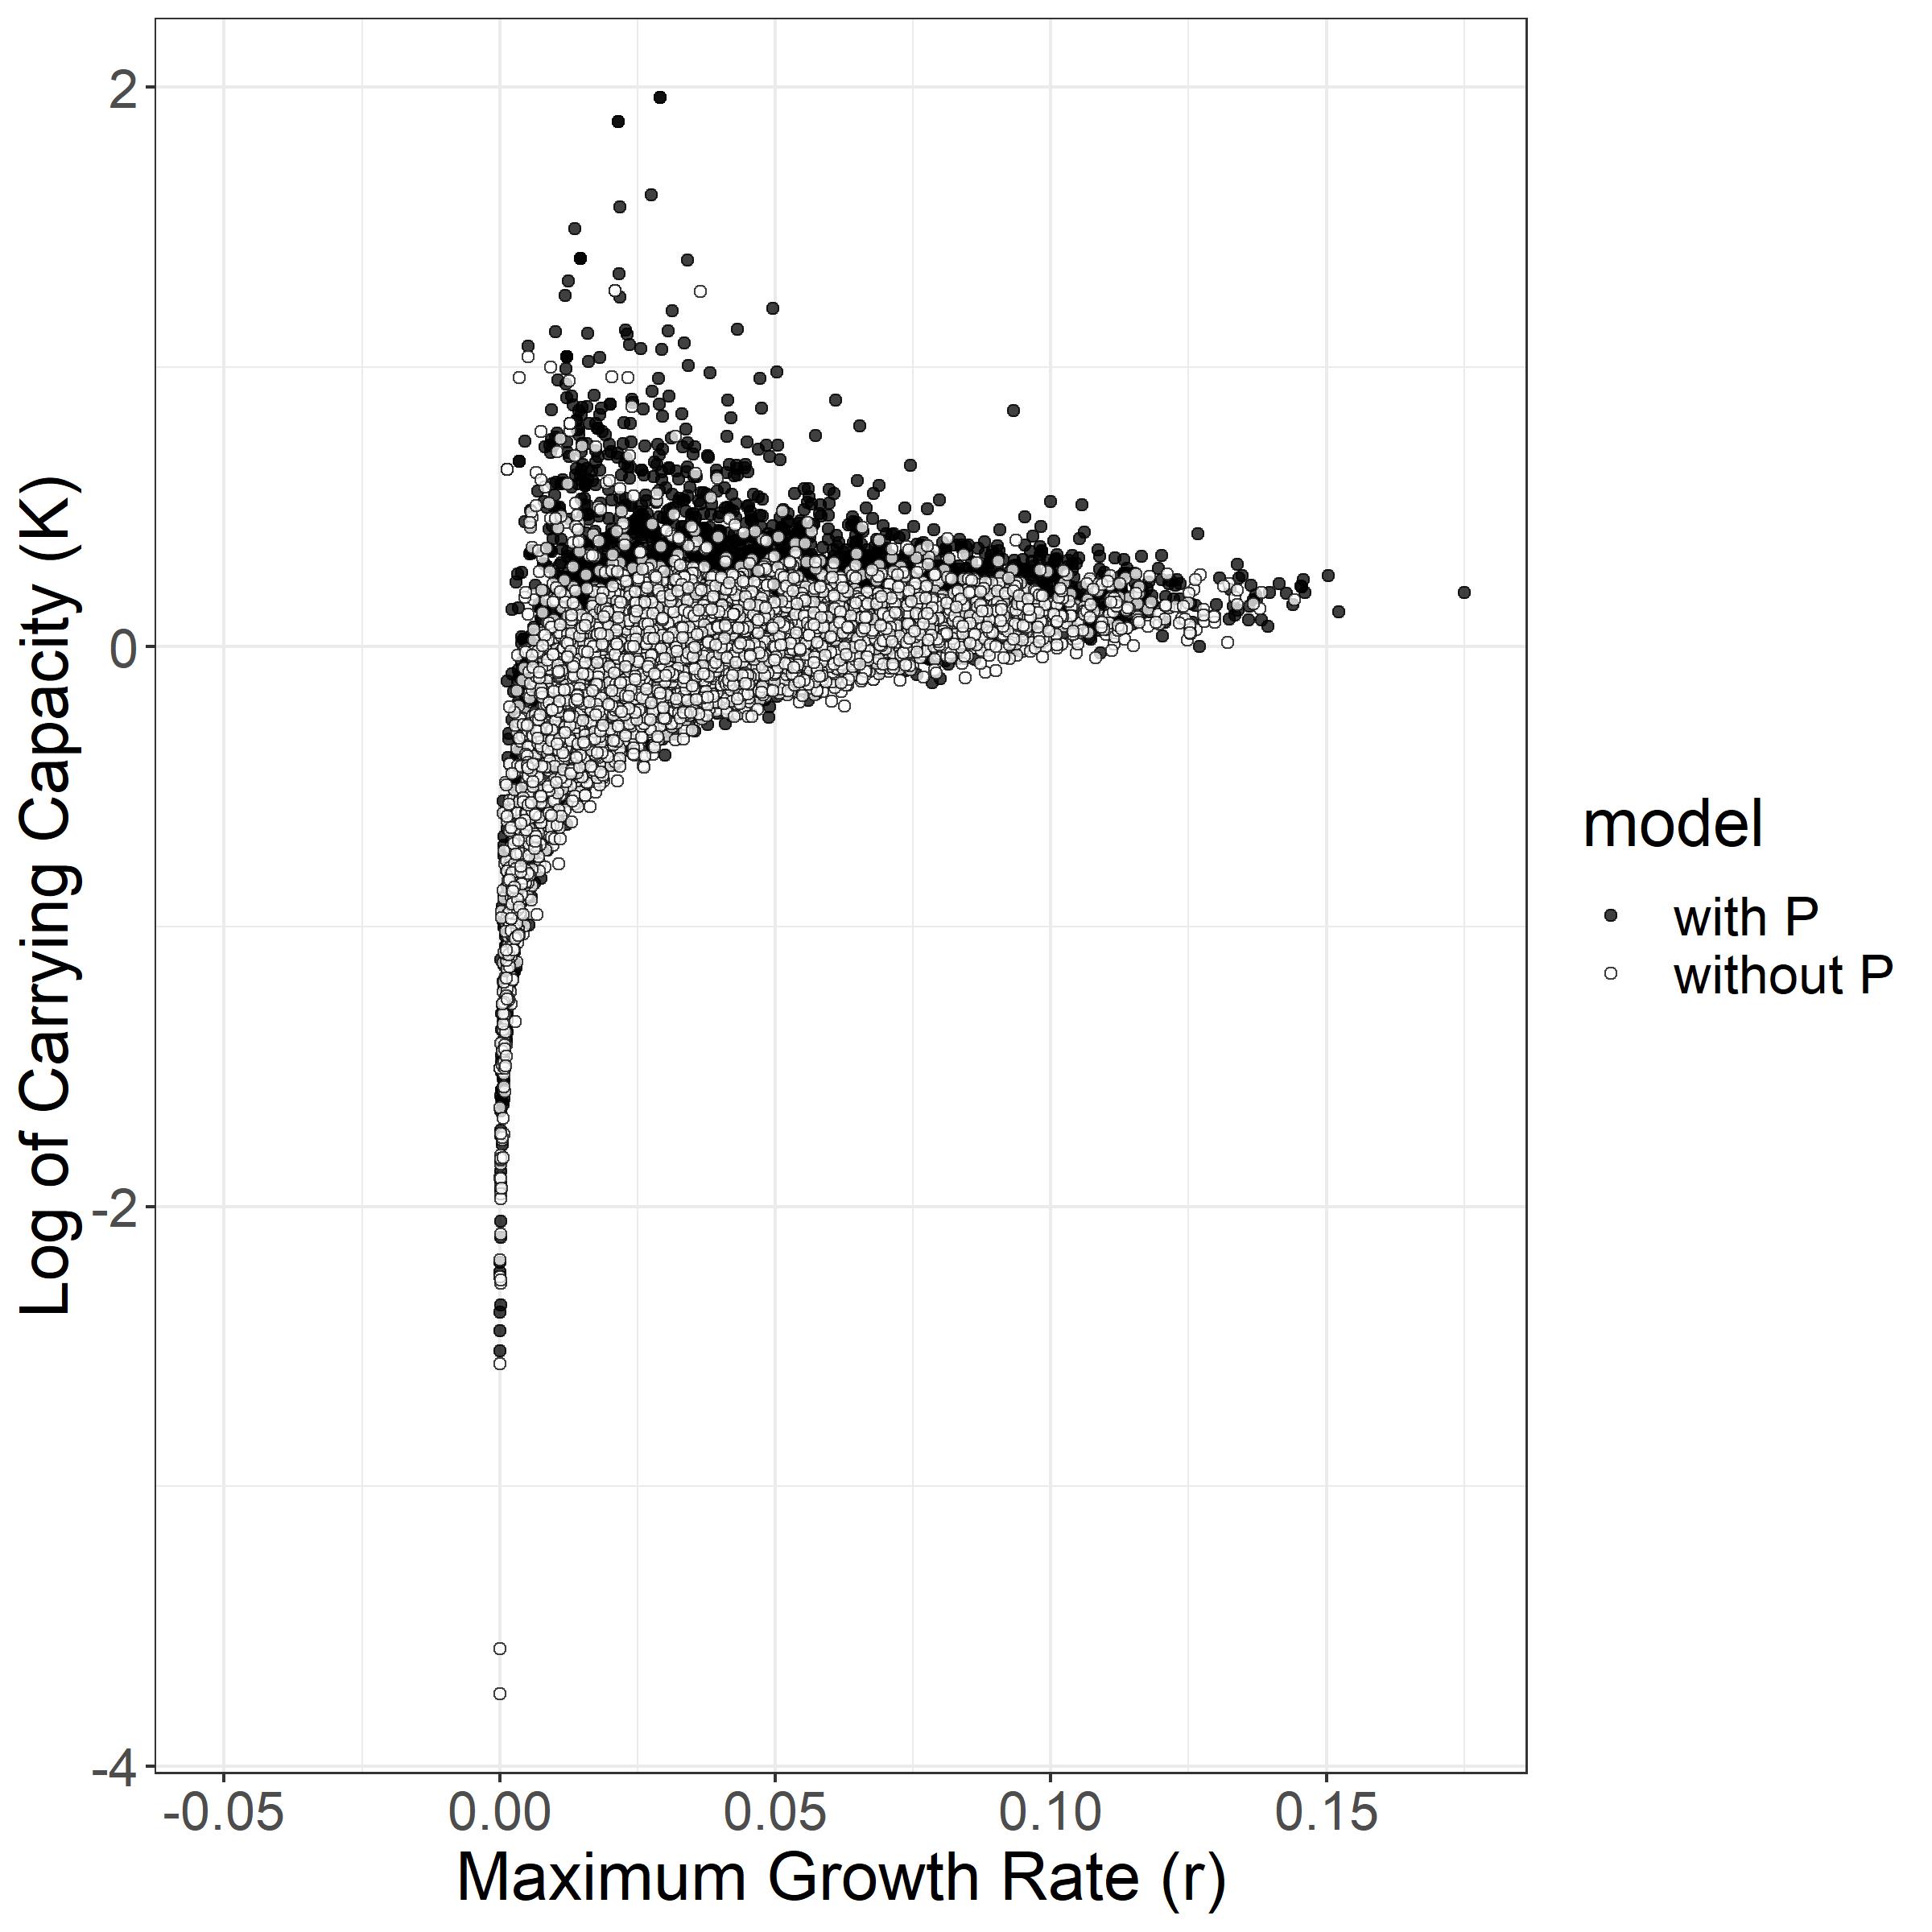 2
0
-2
-4
Log of Carrying Capacity (K)
-0.05 0.00 0.05 0.10 0.15
Maximum Growth Rate (r)
model
with P
without P